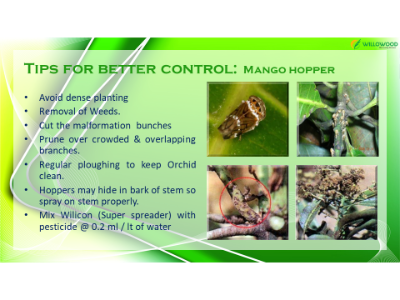 WILLOWOOD
TIPS FOR BETTER CONTROL: MANGO HOPPER
• Avoid dense planting
• Removal of Weeds.
• Cut the malformation bunches
• Prune over crowded & overlapping
branches.
• Regular ploughing to keep Orchid
clean.
• Hoppers may hide in bark of stem so
spray on stem properly.
• Mix Wilicon (Super spreader) with
pesticide @ 0.2 ml / lt of water